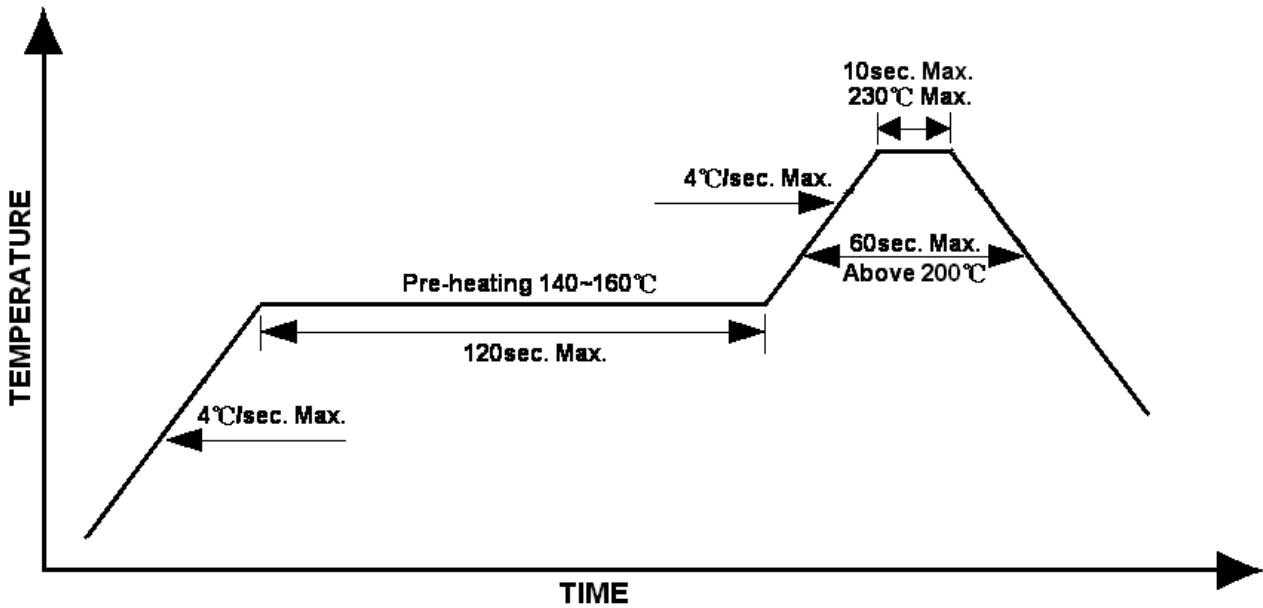 10sec. Max.
230℃ Max.
4℃/sec. Max.
60sec. Max.
Above 200℃
Pre-heating 140~160℃
120sec. Max.
4℃/sec. Max.
TEMPERATURE
TIME